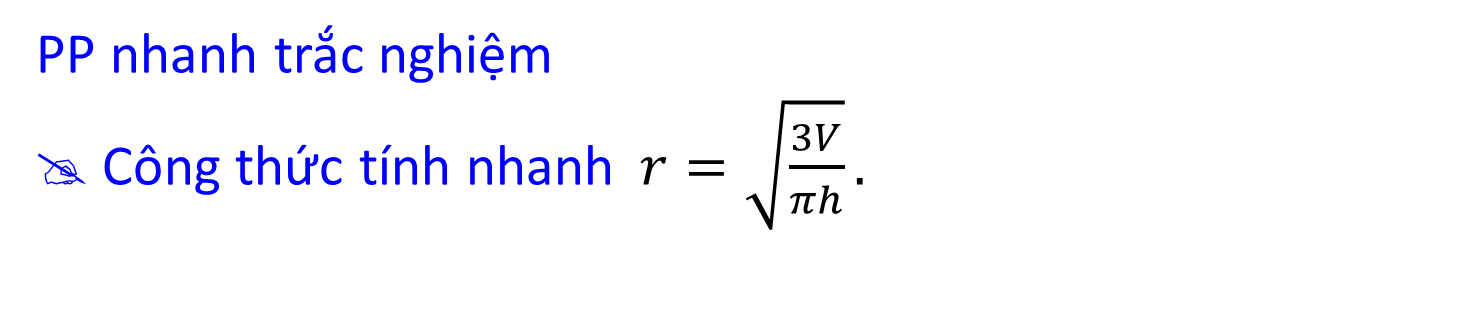 PP nhanh trắc nghiệm
Công thức tính nhanh r = √(3V/πh).